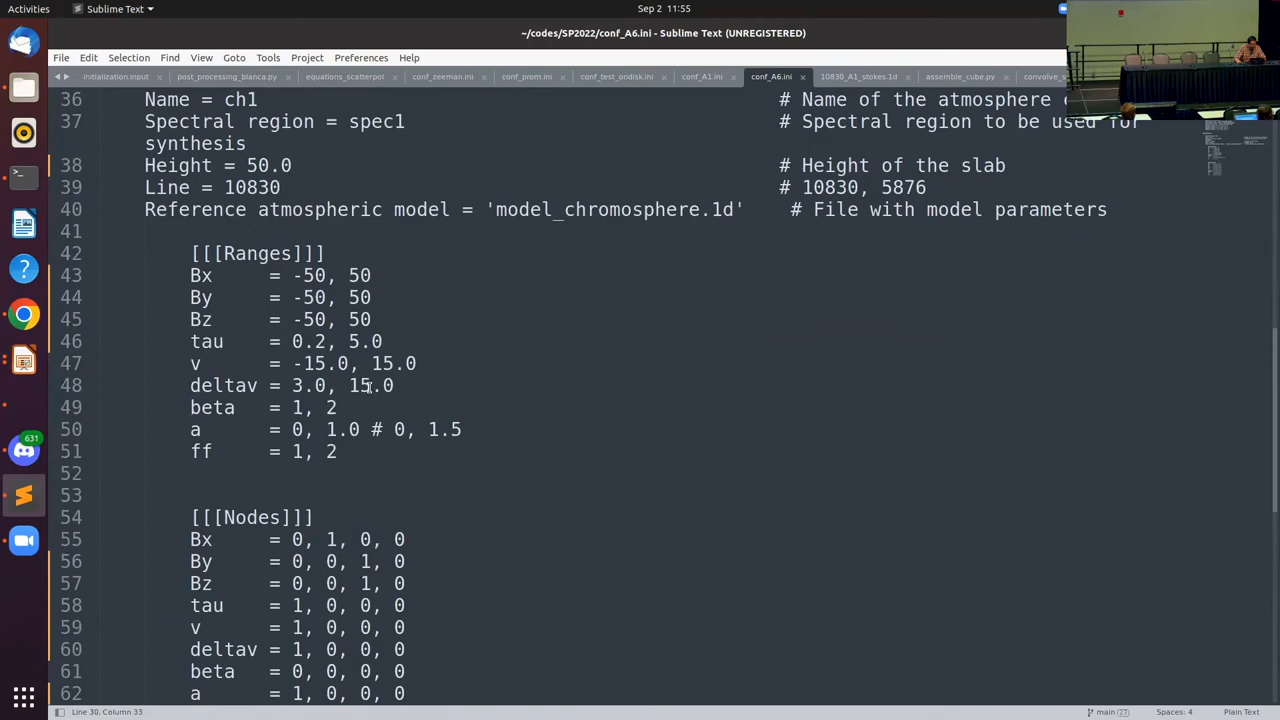 Activities
Sublime Text
Sep 2 11:55
~/codes/SP2022/conf_A6.ini - Sublime Text (UNREGISTERED)
File Edit Selection Find View Goto Tools Project Preferences Help
initialization.input
post_processing_blanca.py
equations_scatterpol
conf_zeeman.ini
conf_prom.ini
conf_test_ondisk.ini
conf_A1.ini
conf_A6.ini
10830_A1_stokes.1d
assemble_cube.py
convolve_s
36 Name = ch1 # Name of the atmosphere
37 Spectral region = spec1 # Spectral region to be used for
synthesis
38 Height = 50.0 # Height of the slab
39 Line = 10830 # 10830, 5876
40 Reference atmospheric model = 'model_chromosphere.1d' # File with model parameters
41
42 [[[Ranges]]]
43 Bx = -50, 50
44 By = -50, 50
45 Bz = -50, 50
46 tau = 0.2, 5.0
47 v = -15.0, 15.0
48 deltav = 3.0, 15.0
49 beta = 1, 2
50 a = 0, 1.0 # 0, 1.5
51 ff = 1, 2
52
53
54 [[[Nodes]]]
55 Bx = 0, 1, 0, 0
56 By = 0, 0, 1, 0
57 Bz = 0, 0, 1, 0
58 tau = 1, 0, 0, 0
59 v = 1, 0, 0, 0
60 deltav = 1, 0, 0, 0
61 beta = 0, 0, 0, 0
62 a = 1, 0, 0, 0
631
Line 30, Column 33
main 23
Spaces: 4
Plain Text